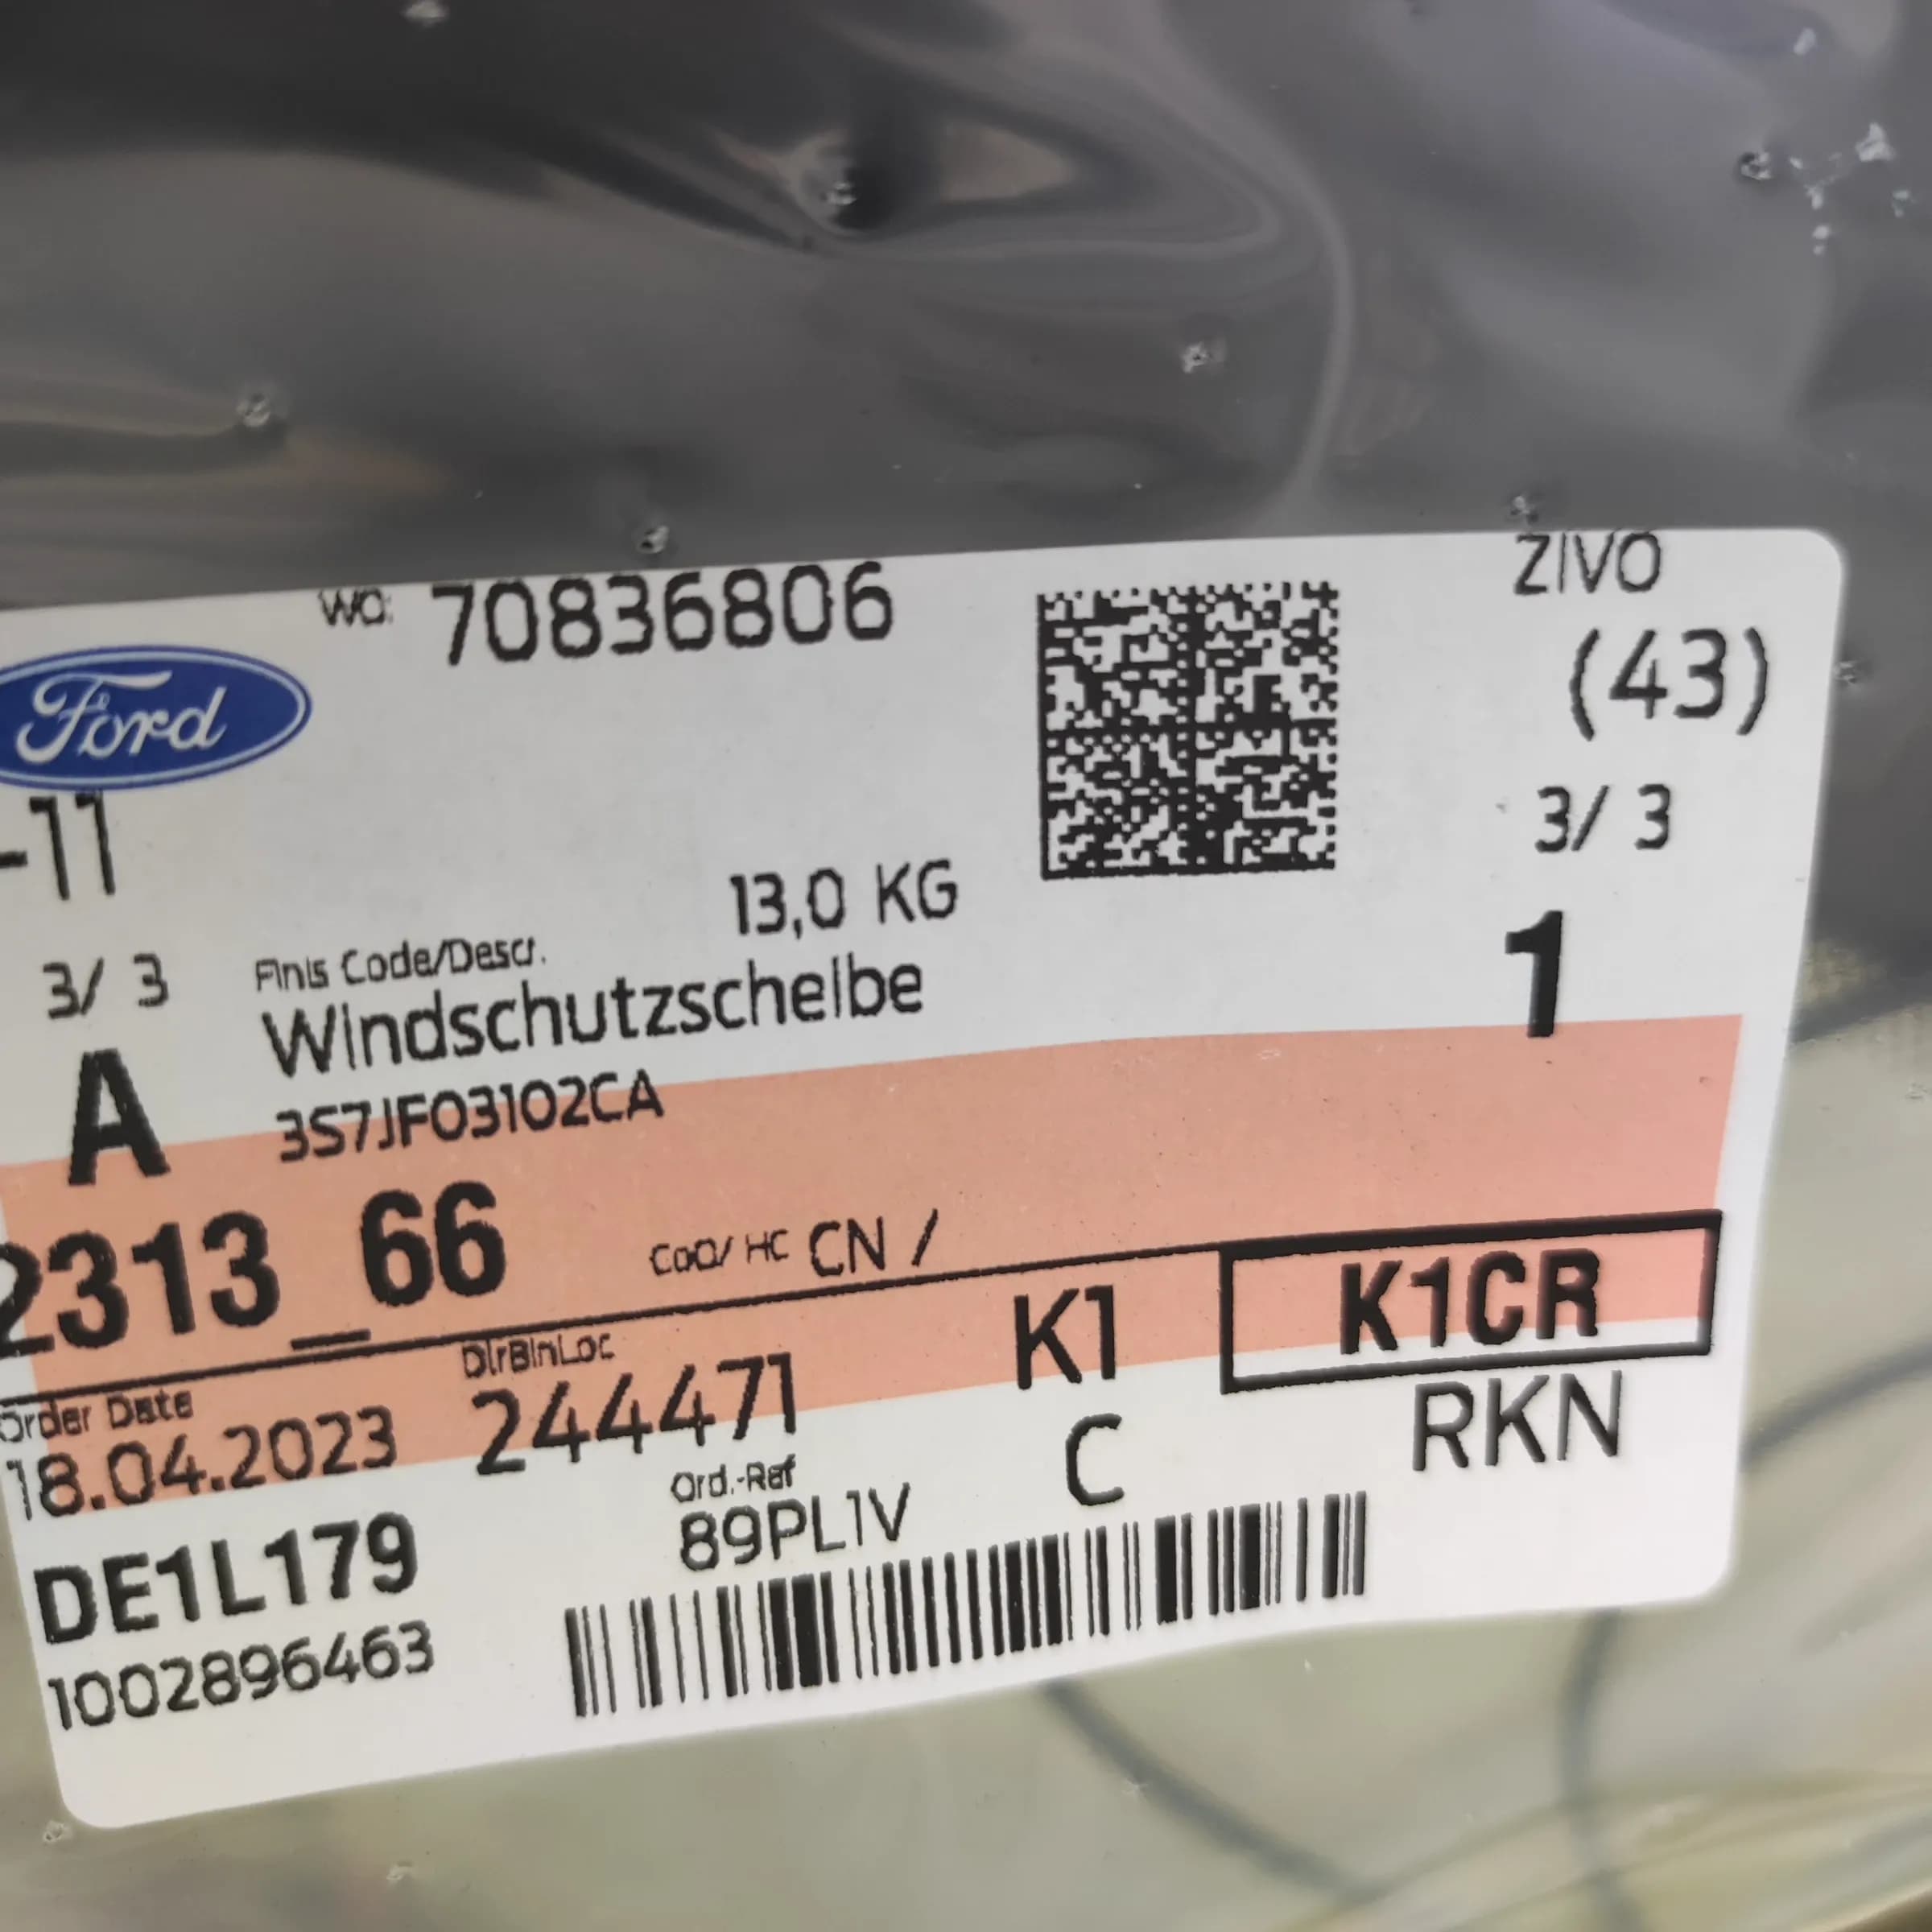 WO: 70836806
ZIVO
(43)
Ford
-11
3/ 3
13,0 KG
3/ 3
Finis Code/Descr.
1
Windschutzscheibe
A
3S7JF03102CA
2313_66
CoO/ HC CN /
K1
K1CR
Order Date
DlrBinLoc
18.04.2023
244471
C
RKN
Ord.-Ref
DE1L179
89PL1V
1002896463